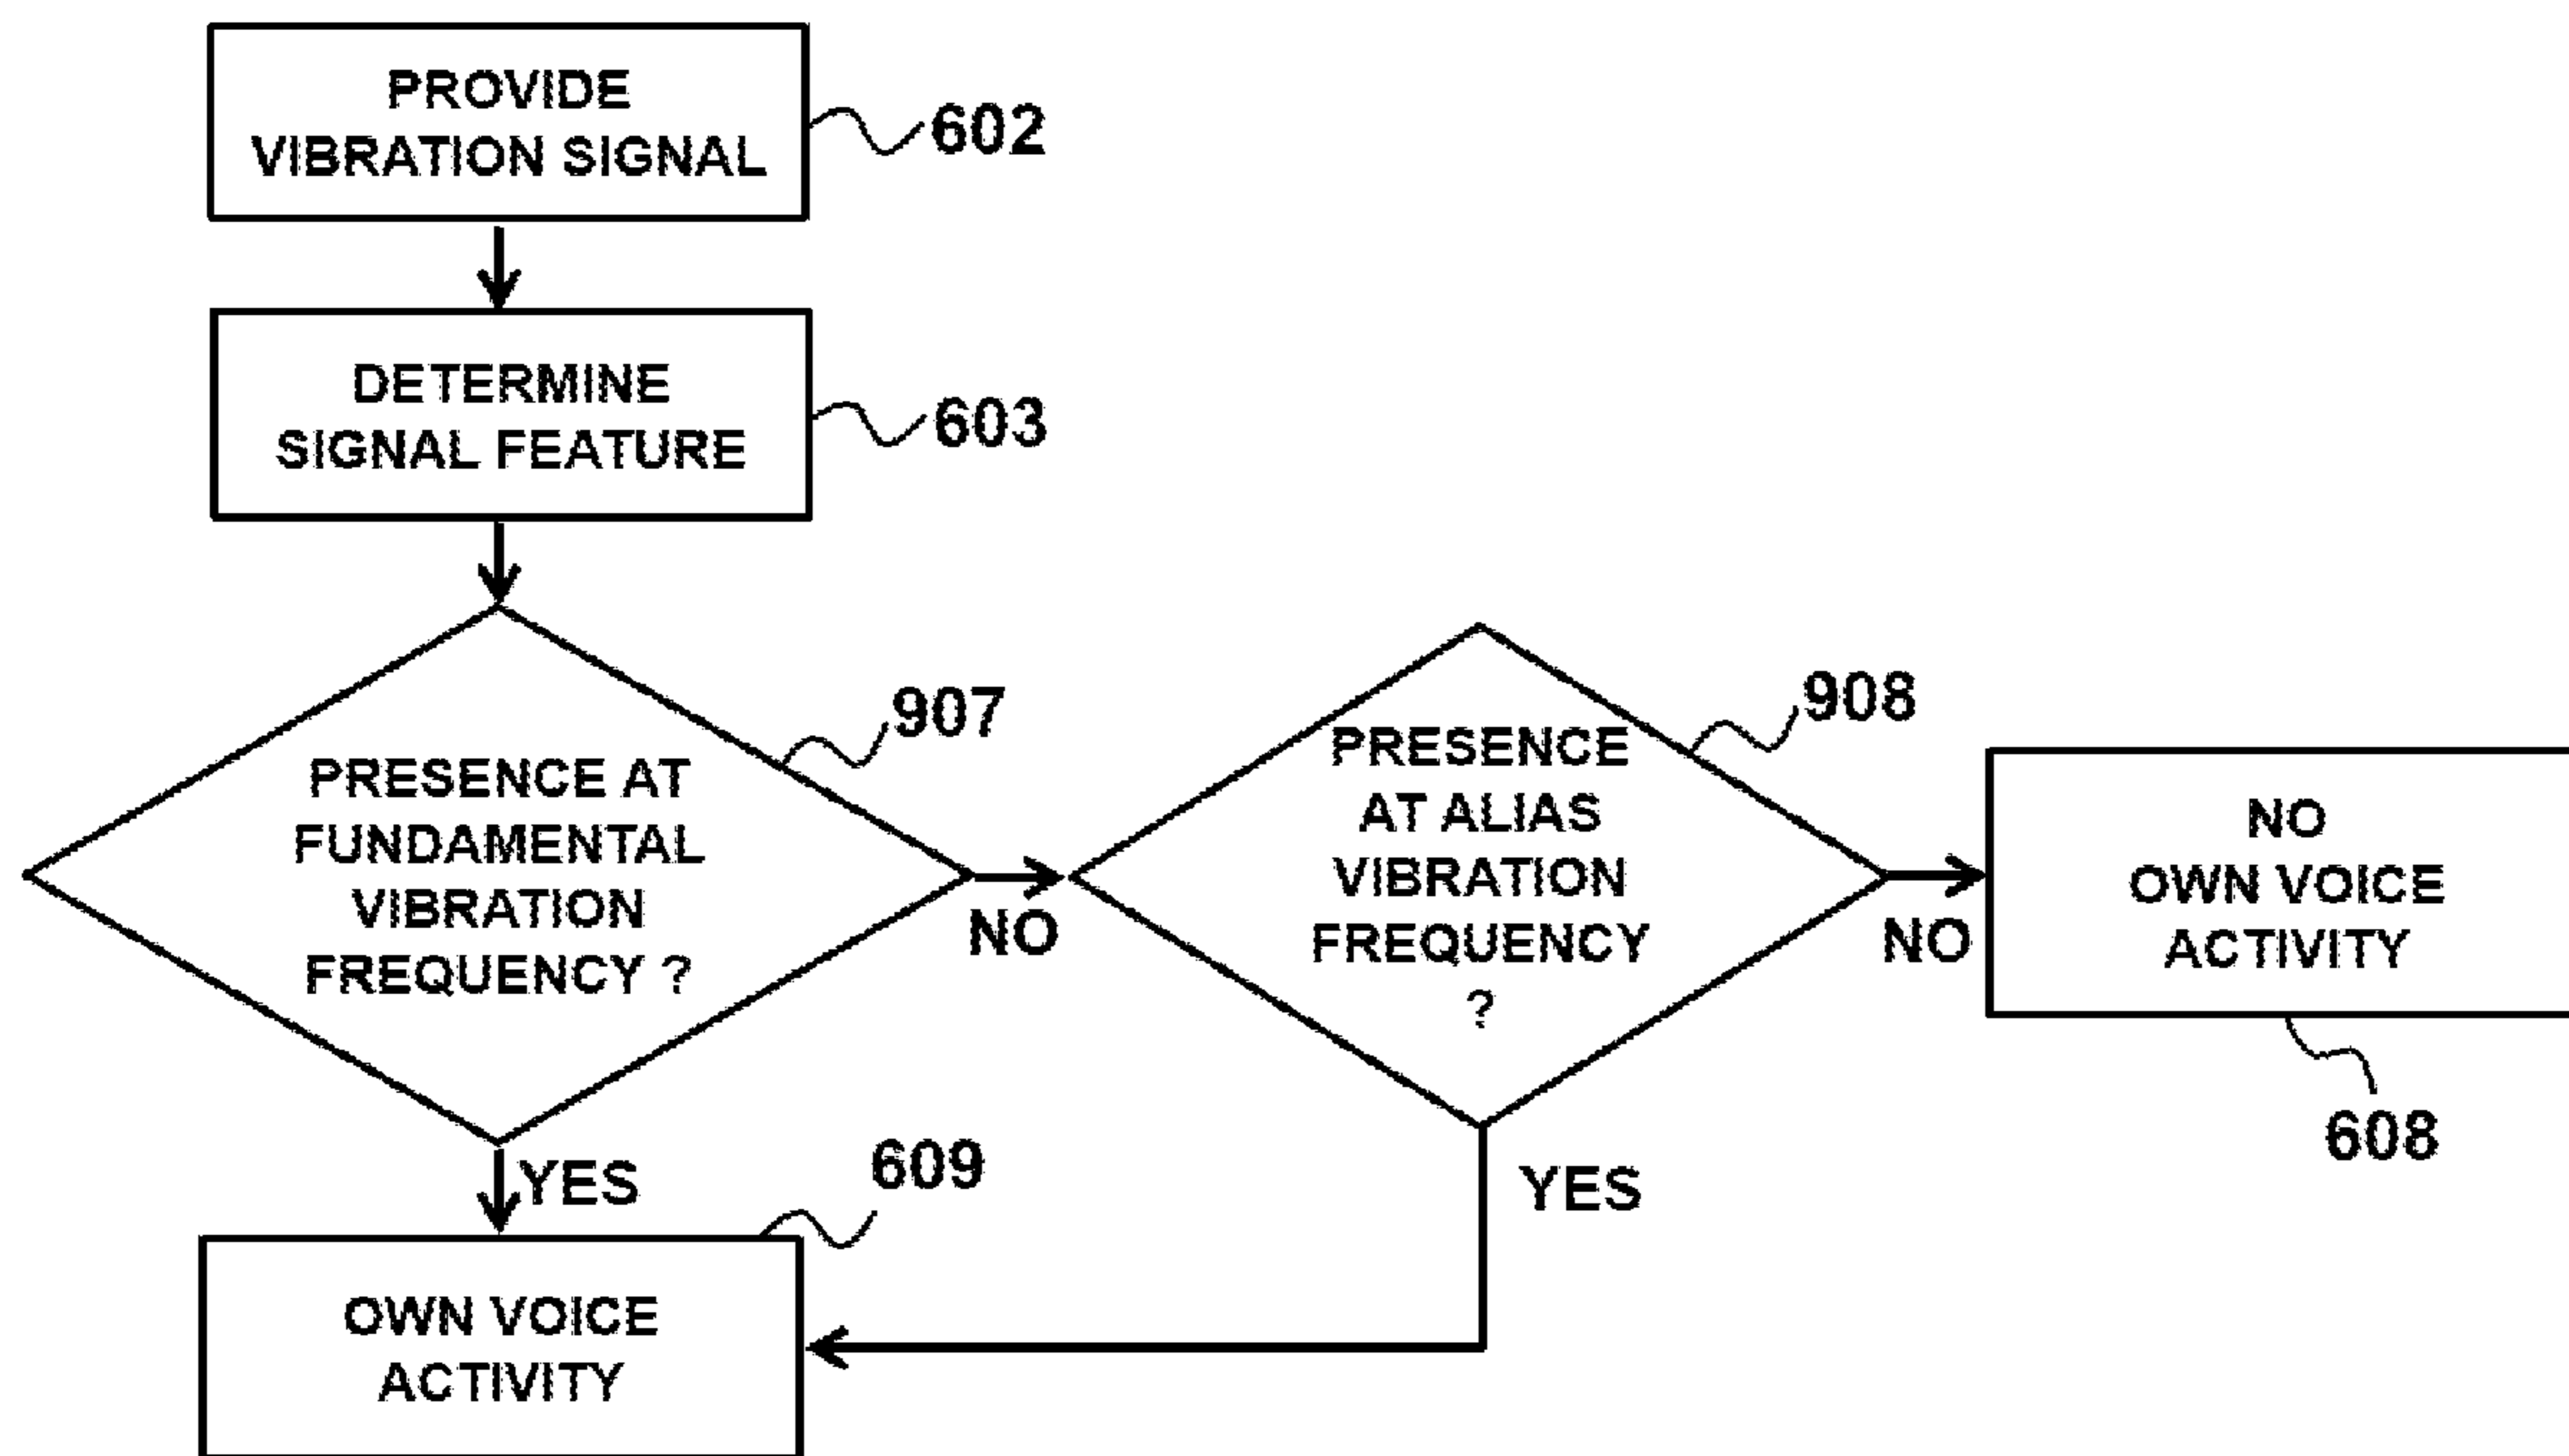 PROVIDE
VIBRATION SIGNAL
602
DETERMINE
SIGNAL FEATURE
603
PRESENCE AT
FUNDAMENTAL
VIBRATION
FREQUENCY ?
907
NO
YES
PRESENCE
AT ALIAS
VIBRATION
FREQUENCY
?
908
NO
YES
NO
OWN VOICE
ACTIVITY
608
609
OWN VOICE
ACTIVITY